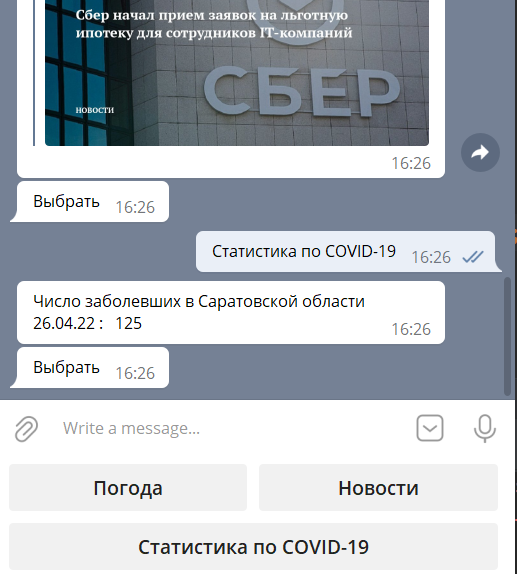 Сбер начал прием заявок на льготную
ипотеку для сотрудников IT-компаний
СБЕР
новости
16:26
Выбрать 16:26
Статистика по COVID-19 16:26
Число заболевших в Саратовской области
26.04.22 : 125 16:26
Выбрать 16:26
Write a message...
Погода Новости
Статистика по COVID-19